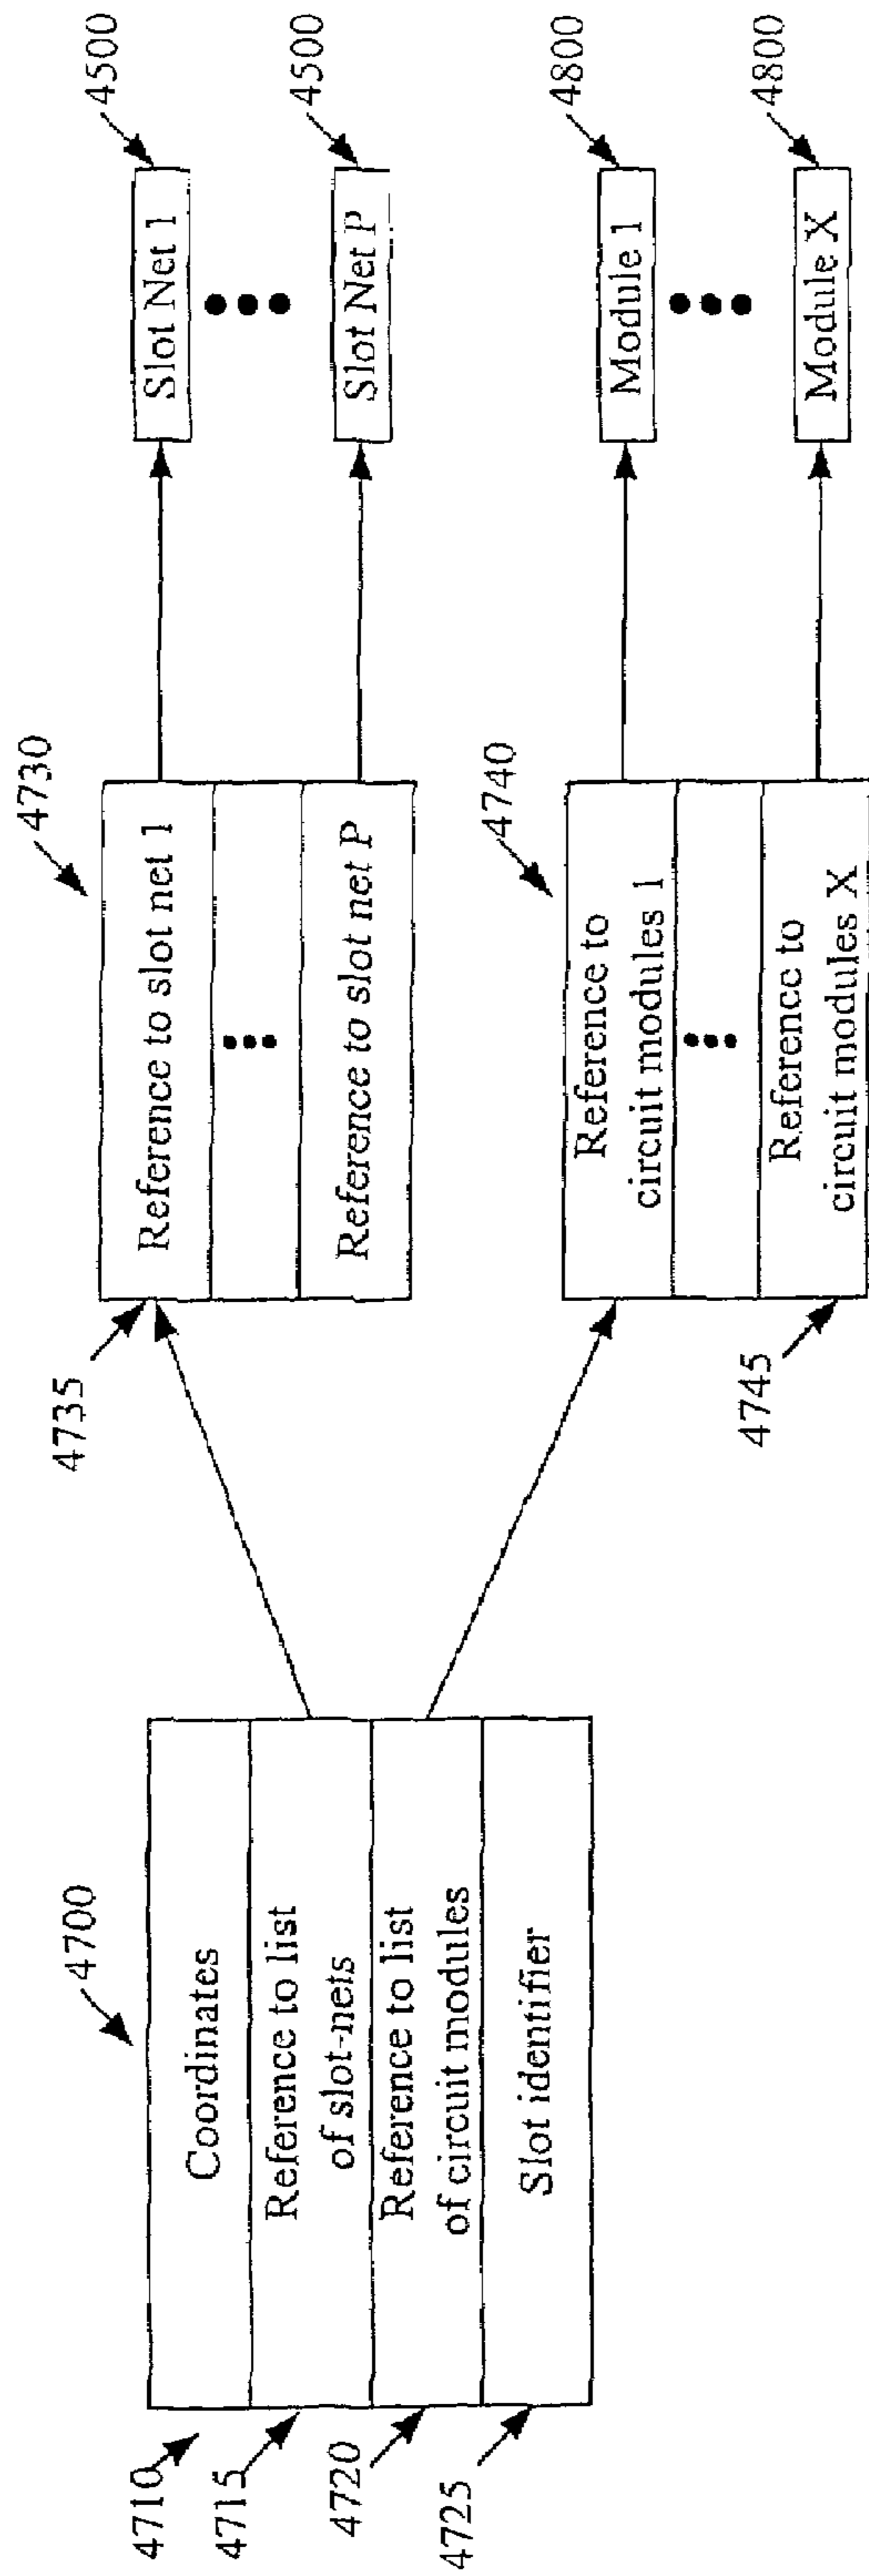 4700
4710
Coordinates
4715
Reference to list
of slot-nets
4720
Reference to list
of circuit modules
4725
Slot identifier
4730
4735
Reference to slot net 1
Reference to slot net P
4740
Reference to
circuit modules 1
Reference to
circuit modules X
4745
Slot Net 1
4500
Slot Net P
4500
Module 1
4800
Module X
4800